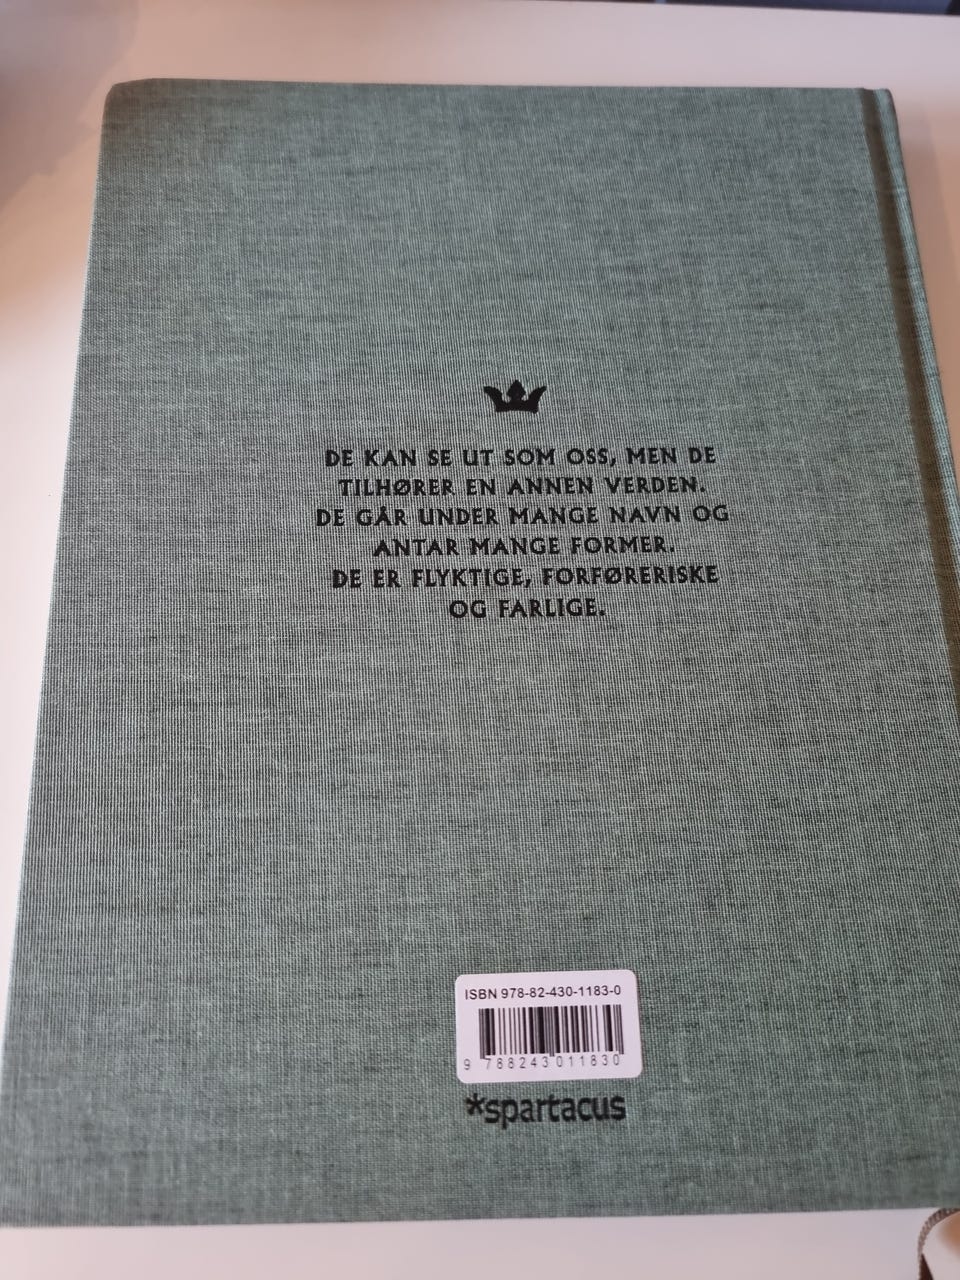 DE KAN SE UT SOM OSS, MEN DE
TILHØRER EN ANNEN VERDEN.
DE GÅR UNDER MANGE NAVN OG
ANTAR MANGE FORMER.
DE ER FLYKTIGE, FORFØRERISKE
OG FARLIGE.
ISBN 978-82-430-1183-0
9 788243 011830
*spartacus